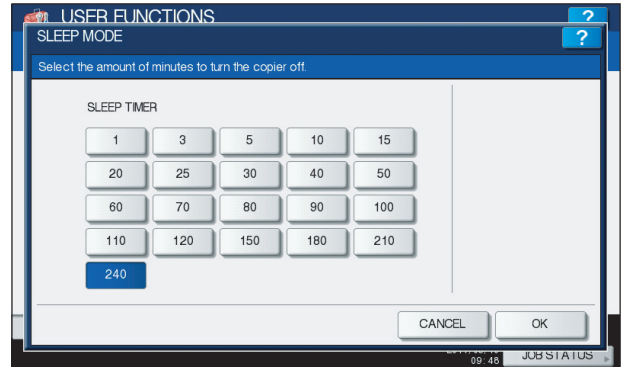 USER FUNCTIONS ?
SLEEP MODE ?
Select the amount of minutes to turn the copier off.
SLEEP TIMER
1 3 5 10 15
20 25 30 40 50
60 70 80 90 100
110 120 150 180 210
240
CANCEL OK
09:48 JOB STATUS